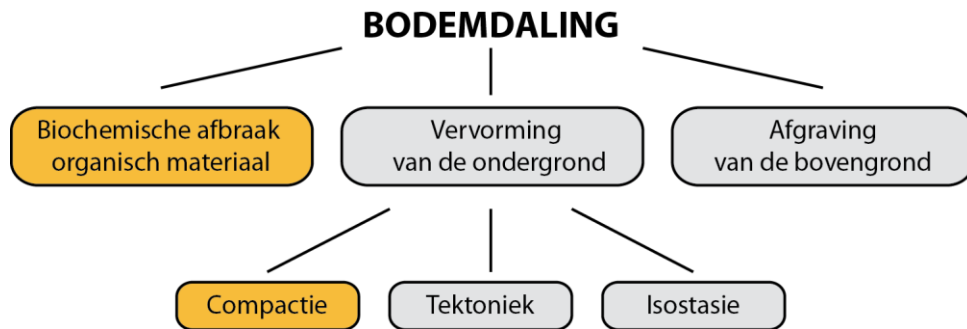 BODEMDALING
Biochemische afbraak
organisch materiaal
Vervorming
van de ondergrond
Afgraving
van de bovengrond
Compactie
Tektoniek
Isostasie